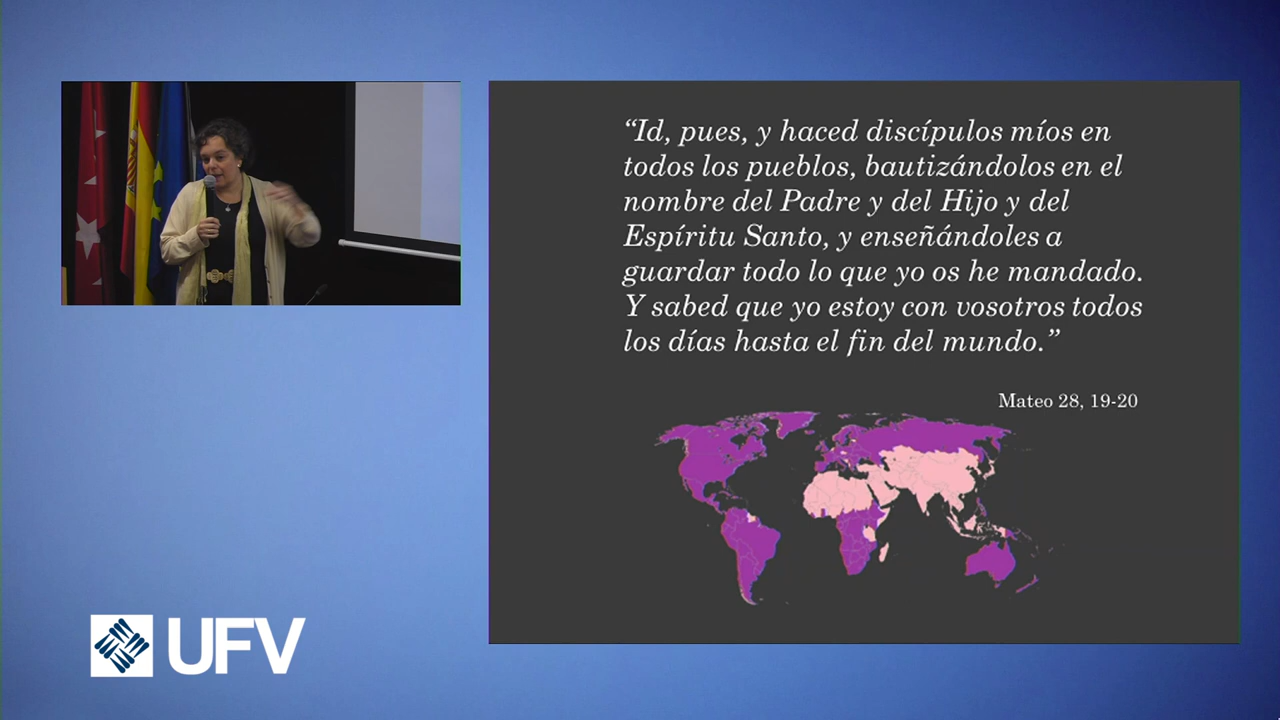 “Id, pues, y haced discípulos míos en
todos los pueblos, bautizándolos en el
nombre del Padre y del Hijo y del
Espíritu Santo, y enseñándoles a
guardar todo lo que yo os he mandado.
Y sabed que yo estoy con vosotros todos
los días hasta el fin del mundo.”
Mateo 28, 19-20
UFV